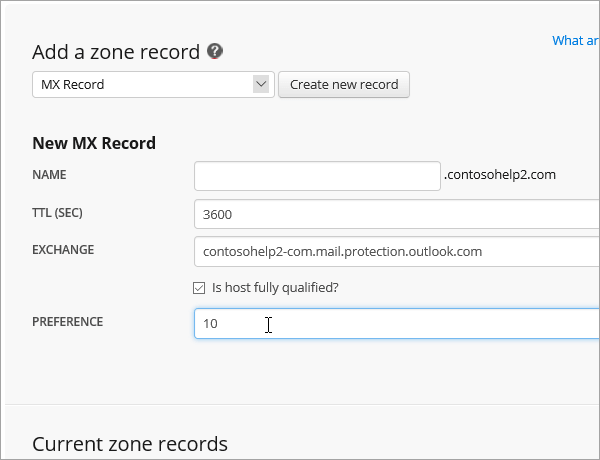 What ar
Add a zone record ?
MX Record
Create new record
New MX Record
NAME
.contosohelp2.com
TTL (SEC)
3600
EXCHANGE
contosohelp2-com.mail.protection.outlook.com
Is host fully qualified?
PREFERENCE
10
Current zone records